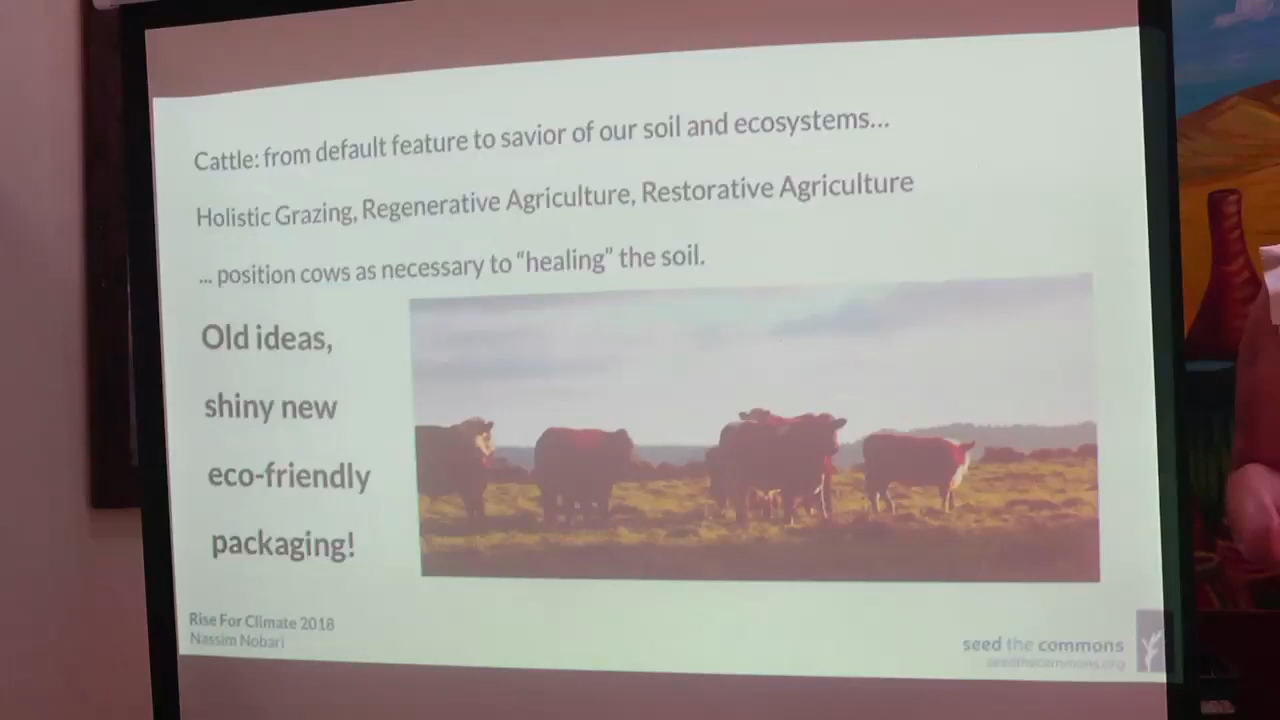 Cattle: from default feature to savior of our soil and ecosystems...
Holistic Grazing, Regenerative Agriculture, Restorative Agriculture
... position cows as necessary to “healing” the soil.
Old ideas,
shiny new
eco-friendly
packaging!
Rise For Climate 2018
Nassim Nobari
seed the commons
seedthecommons.org